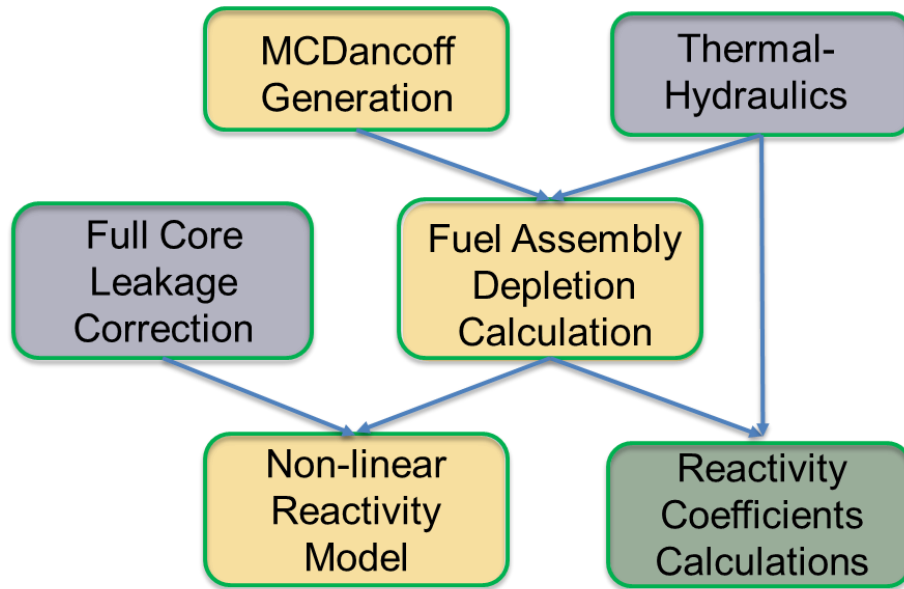 MCDancoff
Generation
Thermal-
Hydraulics
Full Core
Leakage
Correction
Fuel Assembly
Depletion
Calculation
Non-linear
Reactivity
Model
Reactivity
Coefficients
Calculations